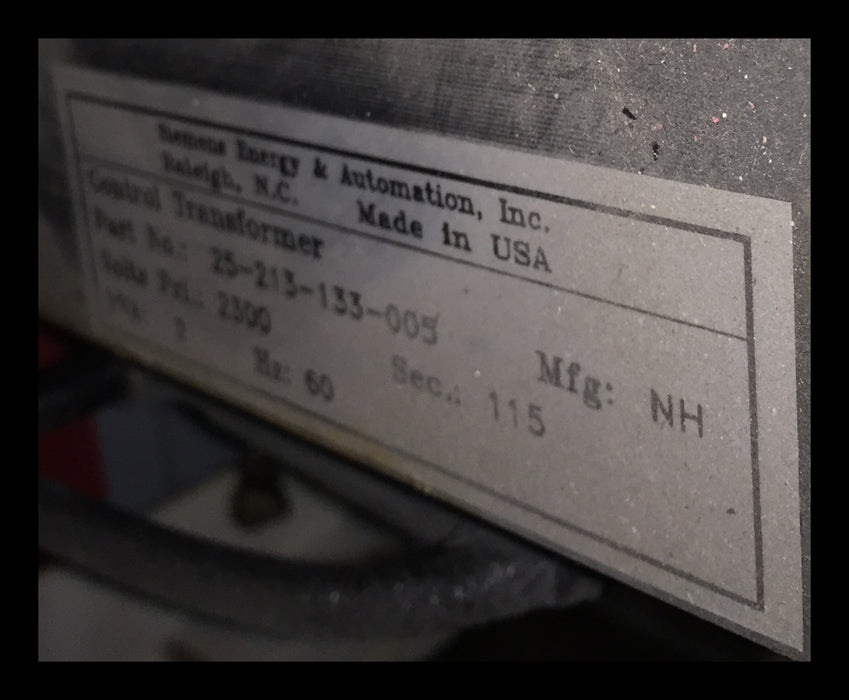 Siemens Energy & Automation, Inc.
Raleigh, N.C. Made in USA
Control Transformer
Part No.: 25-213-133-005 Mfg: NH
Volts Pri.: 2300 Sec.: 115
2 Hz: 60